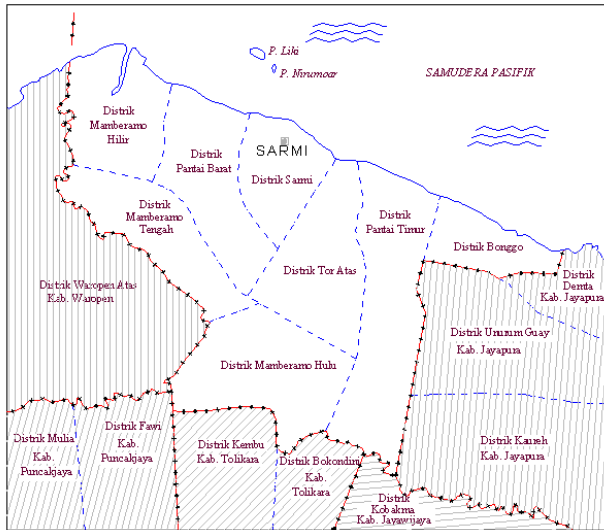 P. Liki
P. Nirumoar
SAMUDERA PASIFIK
Distrik
Mamberamo
Hilir
Distrik
Pantai Barat
SARMI
Distrik Sarmi
Distrik
Mamberamo
Tengah
Distrik
Pantai Timur
Distrik Bonggo
Distrik Tor Atas
Distrik Waropen Atas
Kab. Waropen
Distrik
Demta
Kab. Jayapura
Distrik Unurum Guay
Kab. Jayapura
Distrik Mamberamo Hulu
Distrik Mulia
Kab.
Puncakjaya
Distrik Fawi
Kab.
Puncakjaya
Distrik Kembu
Kab. Tolikara
Distrik Bokondini
Kab.
Tolikara
Distrik Kaureh
Kab. Jayapura
Distrik
Kobakma
Kab. Jayawijaya